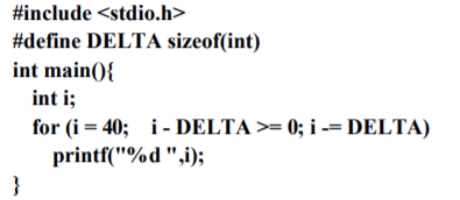 #include <stdio.h>
#define DELTA sizeof(int)
int main(){
int i;
for (i = 40; i - DELTA >= 0; i -= DELTA)
printf("%d ",i);
}